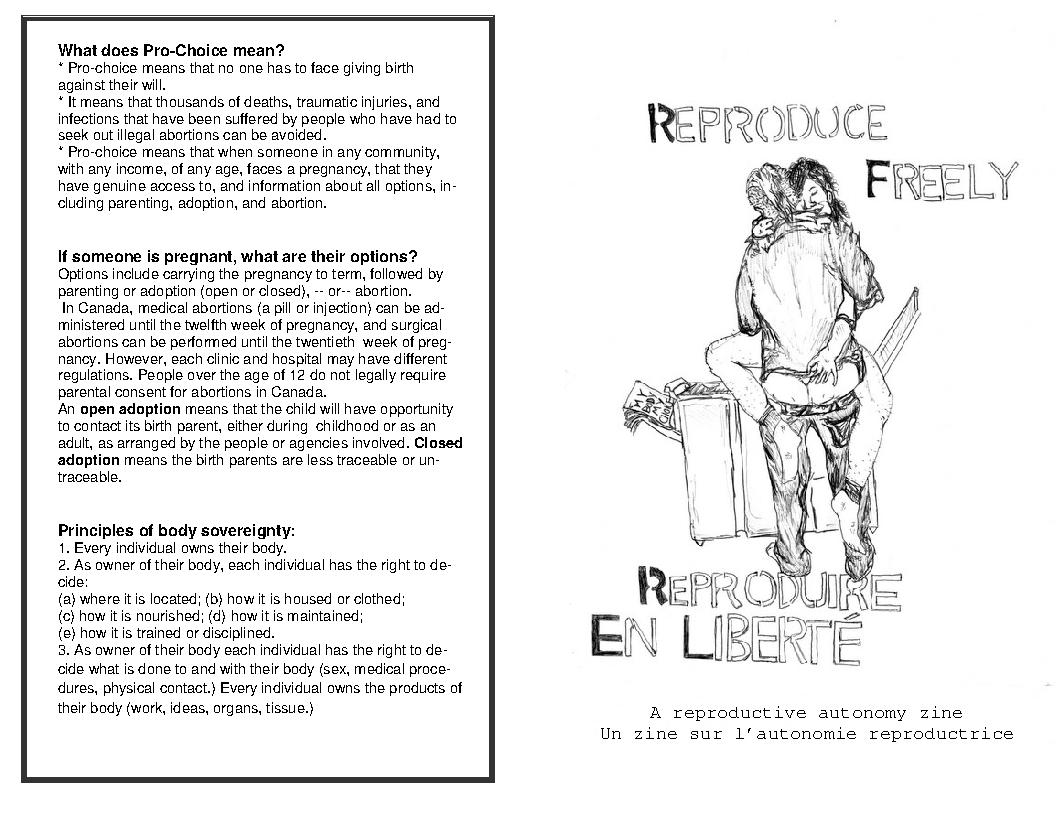 What does Pro-Choice mean?
* Pro-choice means that no one has to face giving birth
against their will.
* It means that thousands of deaths, traumatic injuries, and
infections that have been suffered by people who have had to
seek out illegal abortions can be avoided.
* Pro-choice means that when someone in any community,
with any income, of any age, faces a pregnancy, that they
have genuine access to, and information about all options, in-
cluding parenting, adoption, and abortion.
If someone is pregnant, what are their options?
Options include carrying the pregnancy to term, followed by
parenting or adoption (open or closed), -- or-- abortion.
In Canada, medical abortions (a pill or injection) can be ad-
ministered until the twelfth week of pregnancy, and surgical
abortions can be performed until the twentieth week of preg-
nancy. However, each clinic and hospital may have different
regulations. People over the age of 12 do not legally require
parental consent for abortions in Canada.
An open adoption means that the child will have opportunity
to contact its birth parent, either during childhood or as an
adult, as arranged by the people or agencies involved. Closed
adoption means the birth parents are less traceable or un-
traceable.
Principles of body sovereignty:
1. Every individual owns their body.
2. As owner of their body, each individual has the right to de-
cide:
(a) where it is located; (b) how it is housed or clothed;
(c) how it is nourished; (d) how it is maintained;
(e) how it is trained or disciplined.
3. As owner of their body each individual has the right to de-
cide what is done to and with their body (sex, medical proce-
dures, physical contact.) Every individual owns the products of
their body (work, ideas, organs, tissue.)
REPRODUCE
FREELY
REPRODUIRE
EN LIBERTÉ
A reproductive autonomy zine
Un zine sur l'autonomie reproductrice